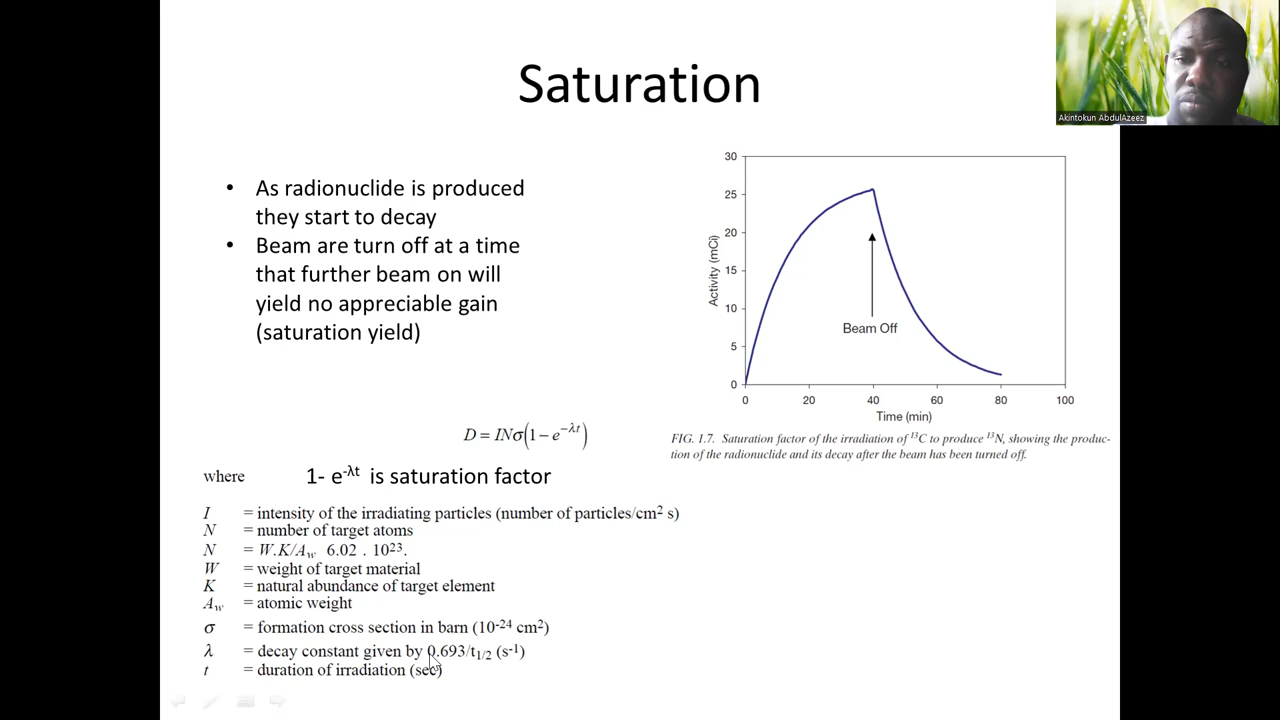 Saturation
Akintokun AbdulAzeez
• As radionuclide is produced
they start to decay
• Beam are turn off at a time
that further beam on will
yield no appreciable gain
(saturation yield)
30
25
20
15
10
5
0
Activity (mCi)
Beam Off
0 20 40 60 80 100
Time (min)
FIG. 1.7. Saturation factor of the irradiation of ¹³C to produce ¹³N, showing the produc-
tion of the radionuclide and its decay after the beam has been turned off.
D = INσ(1 − e^−λt)
where 1- e^-λt is saturation factor
I = intensity of the irradiating particles (number of particles/cm² s)
N = number of target atoms
N = W.K/A_w 6.02 . 10²³.
W = weight of target material
K = natural abundance of target element
A_w = atomic weight
σ = formation cross section in barn (10⁻²⁴ cm²)
λ = decay constant given by 0.693/t₁/₂ (s⁻¹)
t = duration of irradiation (sec)